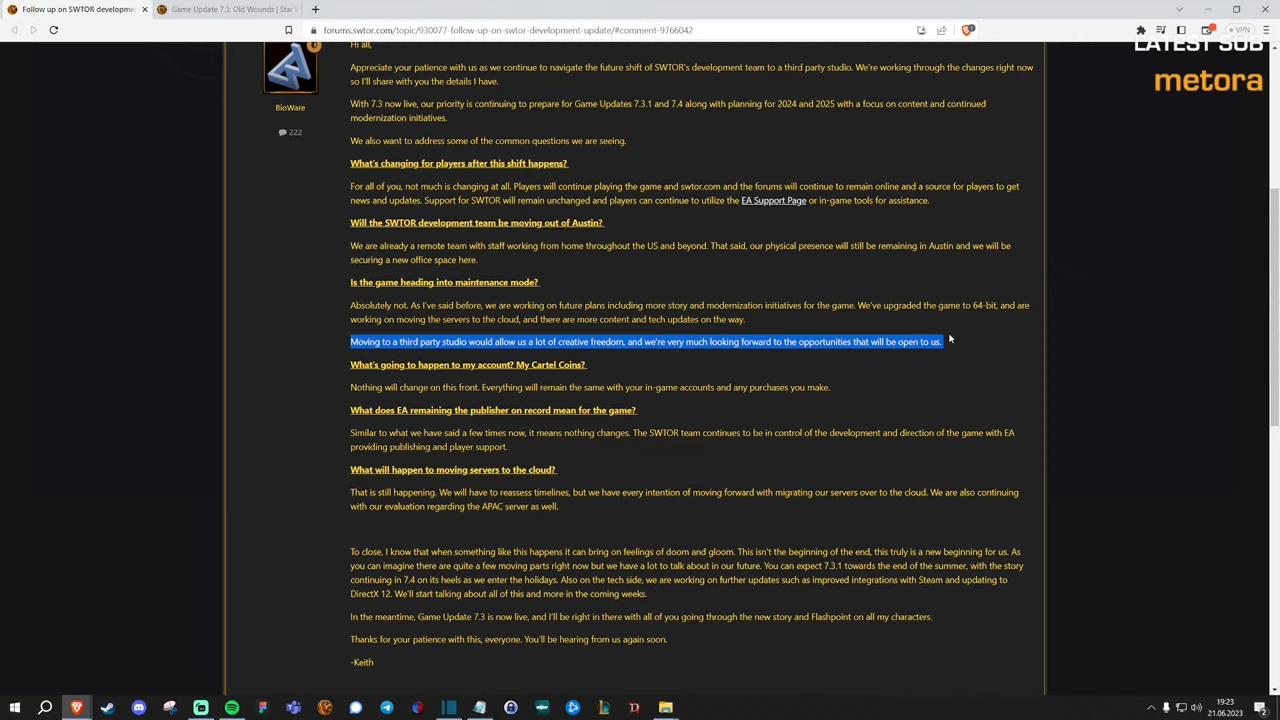 Follow up on SWTOR developmen
Game Update 7.3: Old Wounds | Star
forums.swtor.com/topic/930077-follow-up-on-swtor-development-update/#comment-9766042
VPN
LATEST SUB
metora
Hi all,
BioWare
222
Appreciate your patience with us as we continue to navigate the future shift of SWTOR's development team to a third party studio. We're working through the changes right now
so I'll share with you the details I have.
With 7.3 now live, our priority is continuing to prepare for Game Updates 7.3.1 and 7.4 along with planning for 2024 and 2025 with a focus on content and continued
modernization initiatives.
We also want to address some of the common questions we are seeing.
What's changing for players after this shift happens?
For all of you, not much is changing at all. Players will continue playing the game and swtor.com and the forums will continue to remain online and a source for players to get
news and updates. Support for SWTOR will remain unchanged and players can continue to utilize the EA Support Page or in-game tools for assistance.
Will the SWTOR development team be moving out of Austin?
We are already a remote team with staff working from home throughout the US and beyond. That said, our physical presence will still be remaining in Austin and we will be
securing a new office space here.
Is the game heading into maintenance mode?
Absolutely not. As I've said before, we are working on future plans including more story and modernization initiatives for the game. We've upgraded the game to 64-bit, and are
working on moving the servers to the cloud, and there are more content and tech updates on the way.
Moving to a third party studio would allow us a lot of creative freedom, and we're very much looking forward to the opportunities that will be open to us.
What's going to happen to my account? My Cartel Coins?
Nothing will change on this front. Everything will remain the same with your in-game accounts and any purchases you make.
What does EA remaining the publisher on record mean for the game?
Similar to what we have said a few times now, it means nothing changes. The SWTOR team continues to be in control of the development and direction of the game with EA
providing publishing and player support.
What will happen to moving servers to the cloud?
That is still happening. We will have to reassess timelines, but we have every intention of moving forward with migrating our servers over to the cloud. We are also continuing
with our evaluation regarding the APAC server as well.
To close, I know that when something like this happens it can bring on feelings of doom and gloom. This isn't the beginning of the end, this truly is a new beginning for us. As
you can imagine there are quite a few moving parts right now but we have a lot to talk about in our future. You can expect 7.3.1 towards the end of the summer, with the story
continuing in 7.4 on its heels as we enter the holidays. Also on the tech side, we are working on further updates such as improved integrations with Steam and updating to
DirectX 12. We'll start talking about all of this and more in the coming weeks.
In the meantime, Game Update 7.3 is now live, and I'll be right in there with all of you going through the new story and Flashpoint on all my characters.
Thanks for your patience with this, everyone. You'll be hearing from us again soon.
-Keith
19:23
21.06.2023